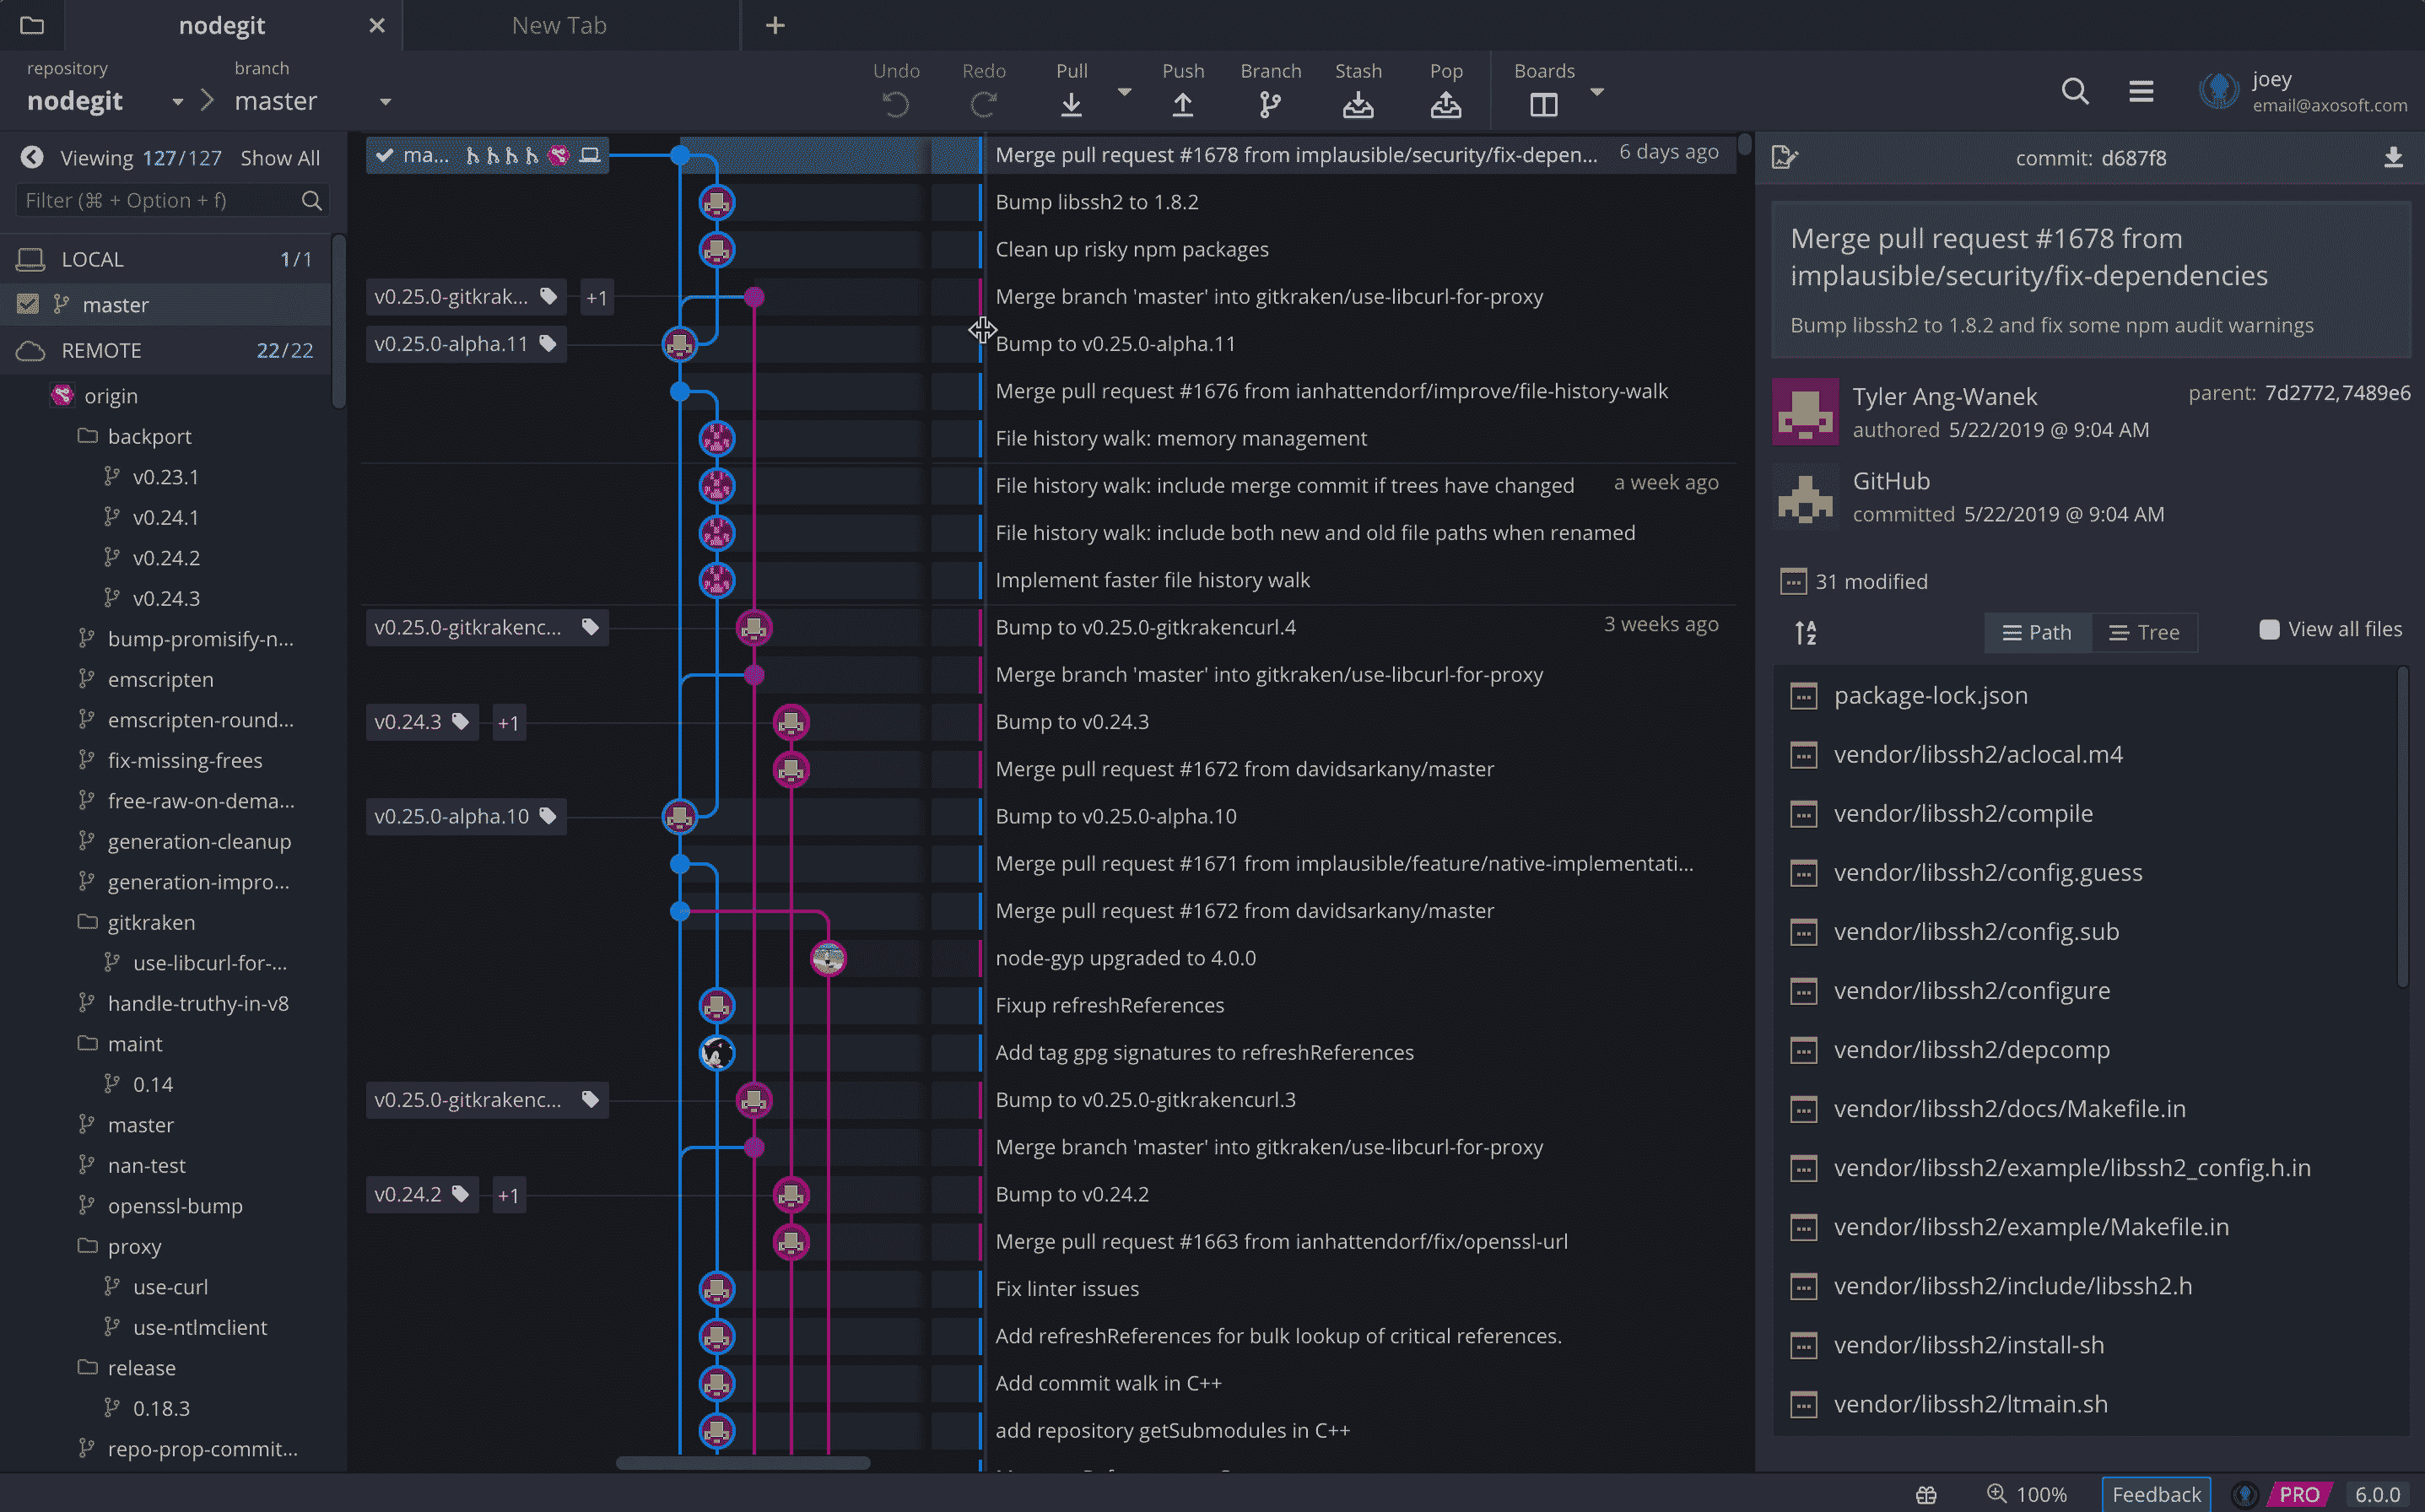 nodegit
New Tab
repository
nodegit
branch
master
Undo
Redo
Pull
Push
Branch
Stash
Pop
Boards
joey
email@axosoft.com
Viewing 127/127 Show All
Filter (⌘ + Option + f)
LOCAL 1/1
master
REMOTE 22/22
origin
backport
v0.23.1
v0.24.1
v0.24.2
v0.24.3
bump-promisify-n...
emscripten
emscripten-round...
fix-missing-frees
free-raw-on-dema...
generation-cleanup
generation-impro...
gitkraken
use-libcurl-for-...
handle-truthy-in-v8
maint
0.14
master
nan-test
openssl-bump
proxy
use-curl
use-ntlmclient
release
0.18.3
repo-prop-commit...
ma... Merge pull request #1678 from implausible/security/fix-depen... 6 days ago
Bump libssh2 to 1.8.2
Clean up risky npm packages
v0.25.0-gitkrak... +1 Merge branch 'master' into gitkraken/use-libcurl-for-proxy
v0.25.0-alpha.11 Bump to v0.25.0-alpha.11
Merge pull request #1676 from ianhattendorf/improve/file-history-walk
File history walk: memory management
File history walk: include merge commit if trees have changed a week ago
File history walk: include both new and old file paths when renamed
Implement faster file history walk
v0.25.0-gitkrakenc... Bump to v0.25.0-gitkrakencurl.4 3 weeks ago
Merge branch 'master' into gitkraken/use-libcurl-for-proxy
v0.24.3 +1 Bump to v0.24.3
Merge pull request #1672 from davidsarkany/master
v0.25.0-alpha.10 Bump to v0.25.0-alpha.10
Merge pull request #1671 from implausible/feature/native-implementati...
Merge pull request #1672 from davidsarkany/master
node-gyp upgraded to 4.0.0
Fixup refreshReferences
Add tag gpg signatures to refreshReferences
v0.25.0-gitkrakenc... Bump to v0.25.0-gitkrakencurl.3
Merge branch 'master' into gitkraken/use-libcurl-for-proxy
v0.24.2 +1 Bump to v0.24.2
Merge pull request #1663 from ianhattendorf/fix/openssl-url
Fix linter issues
Add refreshReferences for bulk lookup of critical references.
Add commit walk in C++
add repository getSubmodules in C++
commit: d687f8
Merge pull request #1678 from
implausible/security/fix-dependencies
Bump libssh2 to 1.8.2 and fix some npm audit warnings
Tyler Ang-Wanek
authored 5/22/2019 @ 9:04 AM
parent: 7d2772,7489e6
GitHub
committed 5/22/2019 @ 9:04 AM
31 modified
A Z
Path
Tree
View all files
package-lock.json
vendor/libssh2/aclocal.m4
vendor/libssh2/compile
vendor/libssh2/config.guess
vendor/libssh2/config.sub
vendor/libssh2/configure
vendor/libssh2/depcomp
vendor/libssh2/docs/Makefile.in
vendor/libssh2/example/libssh2_config.h.in
vendor/libssh2/example/Makefile.in
vendor/libssh2/include/libssh2.h
vendor/libssh2/install-sh
vendor/libssh2/ltmain.sh
100%
Feedback
PRO
6.0.0